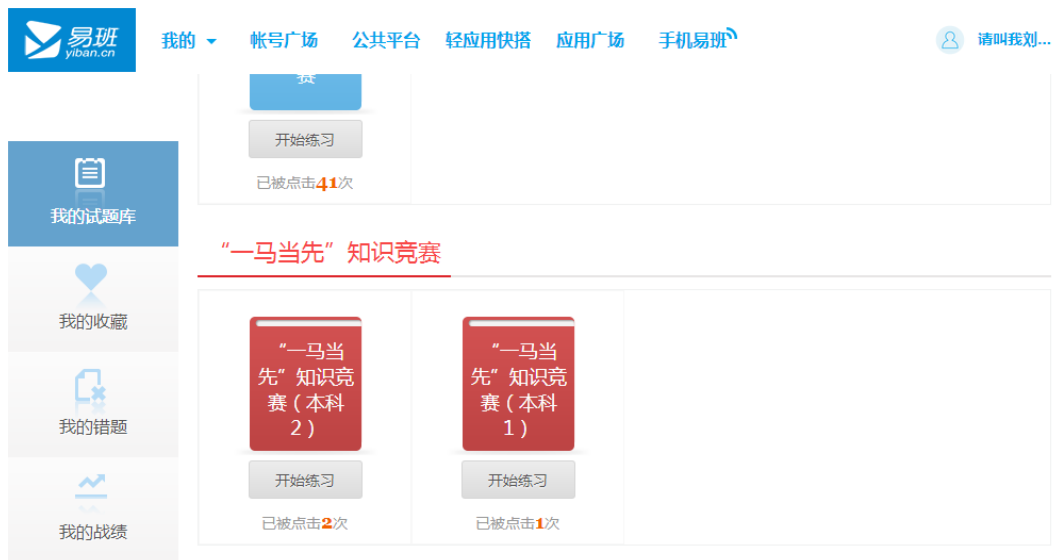 易班
yiban.cn
我的 帐号广场 公共平台 轻应用快搭 应用广场 手机易班 请叫我刘...
赛
开始练习
已被点击41次
我的试题库
我的收藏
我的错题
我的战绩
“一马当先”知识竞赛
“一马当
先”知识竞
赛（本科
2）
开始练习
已被点击2次
“一马当
先”知识竞
赛（本科
1）
开始练习
已被点击1次